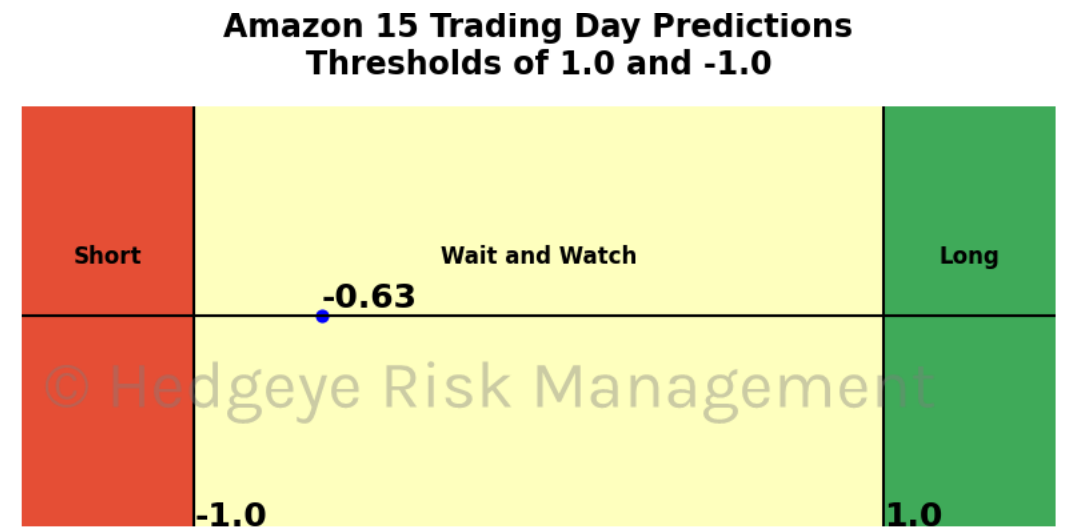 Amazon 15 Trading Day Predictions
Thresholds of 1.0 and -1.0
Short
Wait and Watch
Long
-0.63
© Hedgeye Risk Management
-1.0
1.0